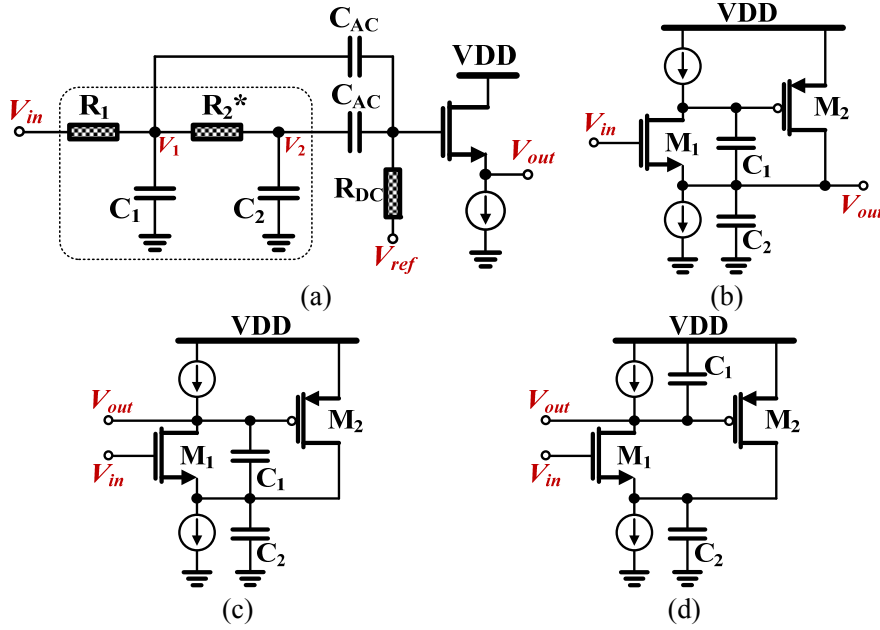 C_AC
VDD
C_AC
V_in
R_1
R_2*
V_1
V_2
V_out
C_1
C_2
R_DC
V_ref
(a)
VDD
V_in
M_1
M_2
C_1
C_2
V_out
(b)
VDD
V_out
V_in
M_1
M_2
C_1
C_2
(c)
VDD
C_1
V_out
V_in
M_1
M_2
C_2
(d)